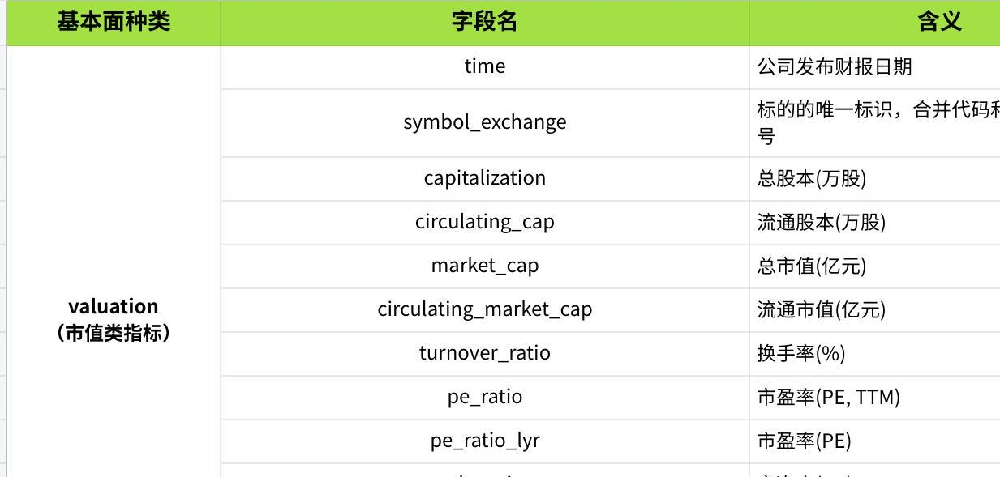 基本面种类 字段名 含义
time 公司发布财报日期
symbol_exchange 标的的唯一标识，合并代码
号
capitalization 总股本(万股)
circulating_cap 流通股本(万股)
market_cap 总市值(亿元)
valuation
（市值类指标）
circulating_market_cap 流通市值(亿元)
turnover_ratio 换手率(%)
pe_ratio 市盈率(PE, TTM)
pe_ratio_lyr 市盈率(PE)